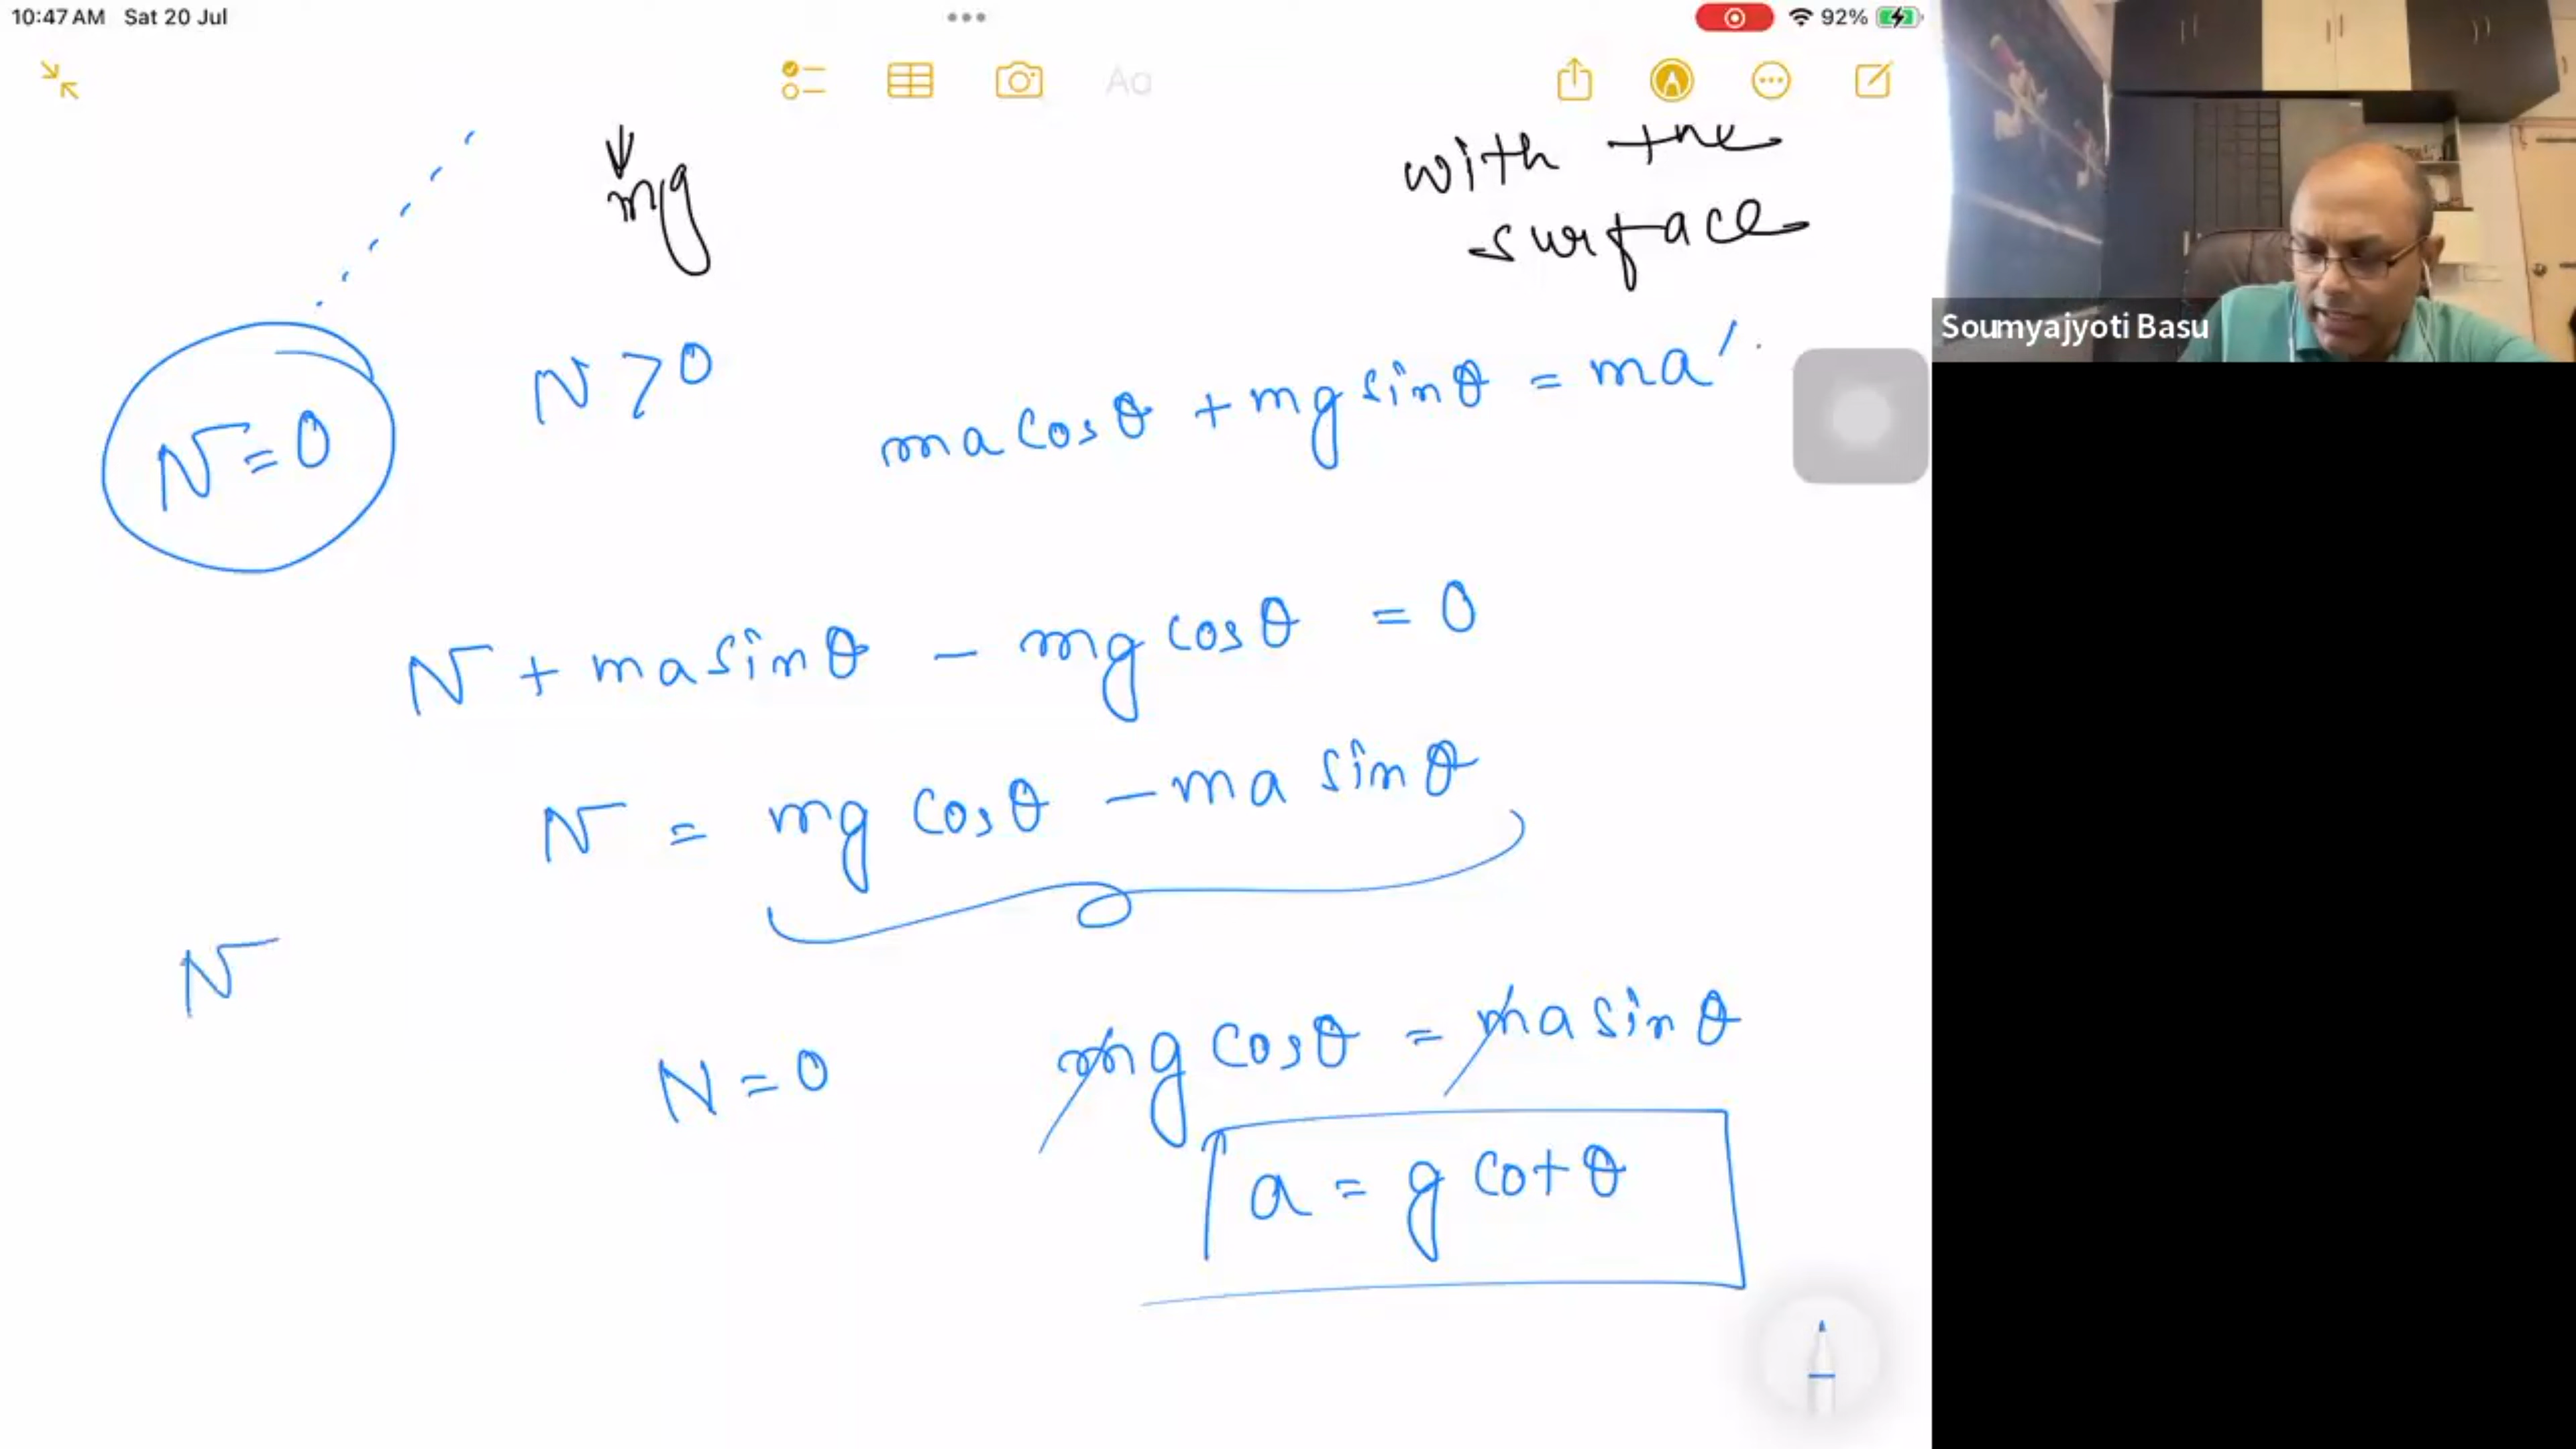 10:47 AM Sat 20 Jul
92%
Aa
mg
with the
surface
Soumyajyoti Basu
N = 0
N > 0
ma cos θ + mg sin θ = ma'
N + ma sin θ - mg cos θ = 0
N = mg cos θ - ma sin θ
N
N = 0 mg cos θ = ma sin θ
a = g cot θ